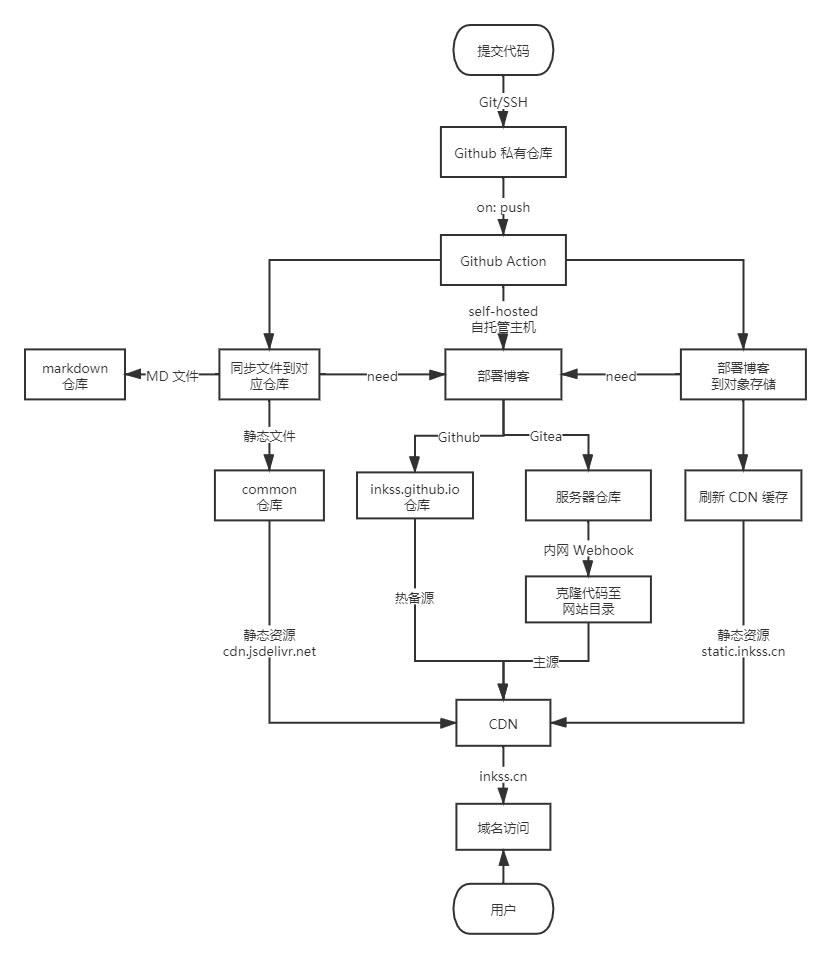 提交代码
Git/SSH
Github 私有仓库
on: push
Github Action
self-hosted
自托管主机
markdown
仓库
MD 文件
同步文件到对
应仓库
need
部署博客
need
部署博客
到对象存储
静态文件
Github
Gitea
common
仓库
inkss.github.io
仓库
服务器仓库
刷新 CDN 缓存
内网 Webhook
克隆代码至
网站目录
热备源
静态资源
cdn.jsdelivr.net
主源
静态资源
static.inkss.cn
CDN
inkss.cn
域名访问
用户